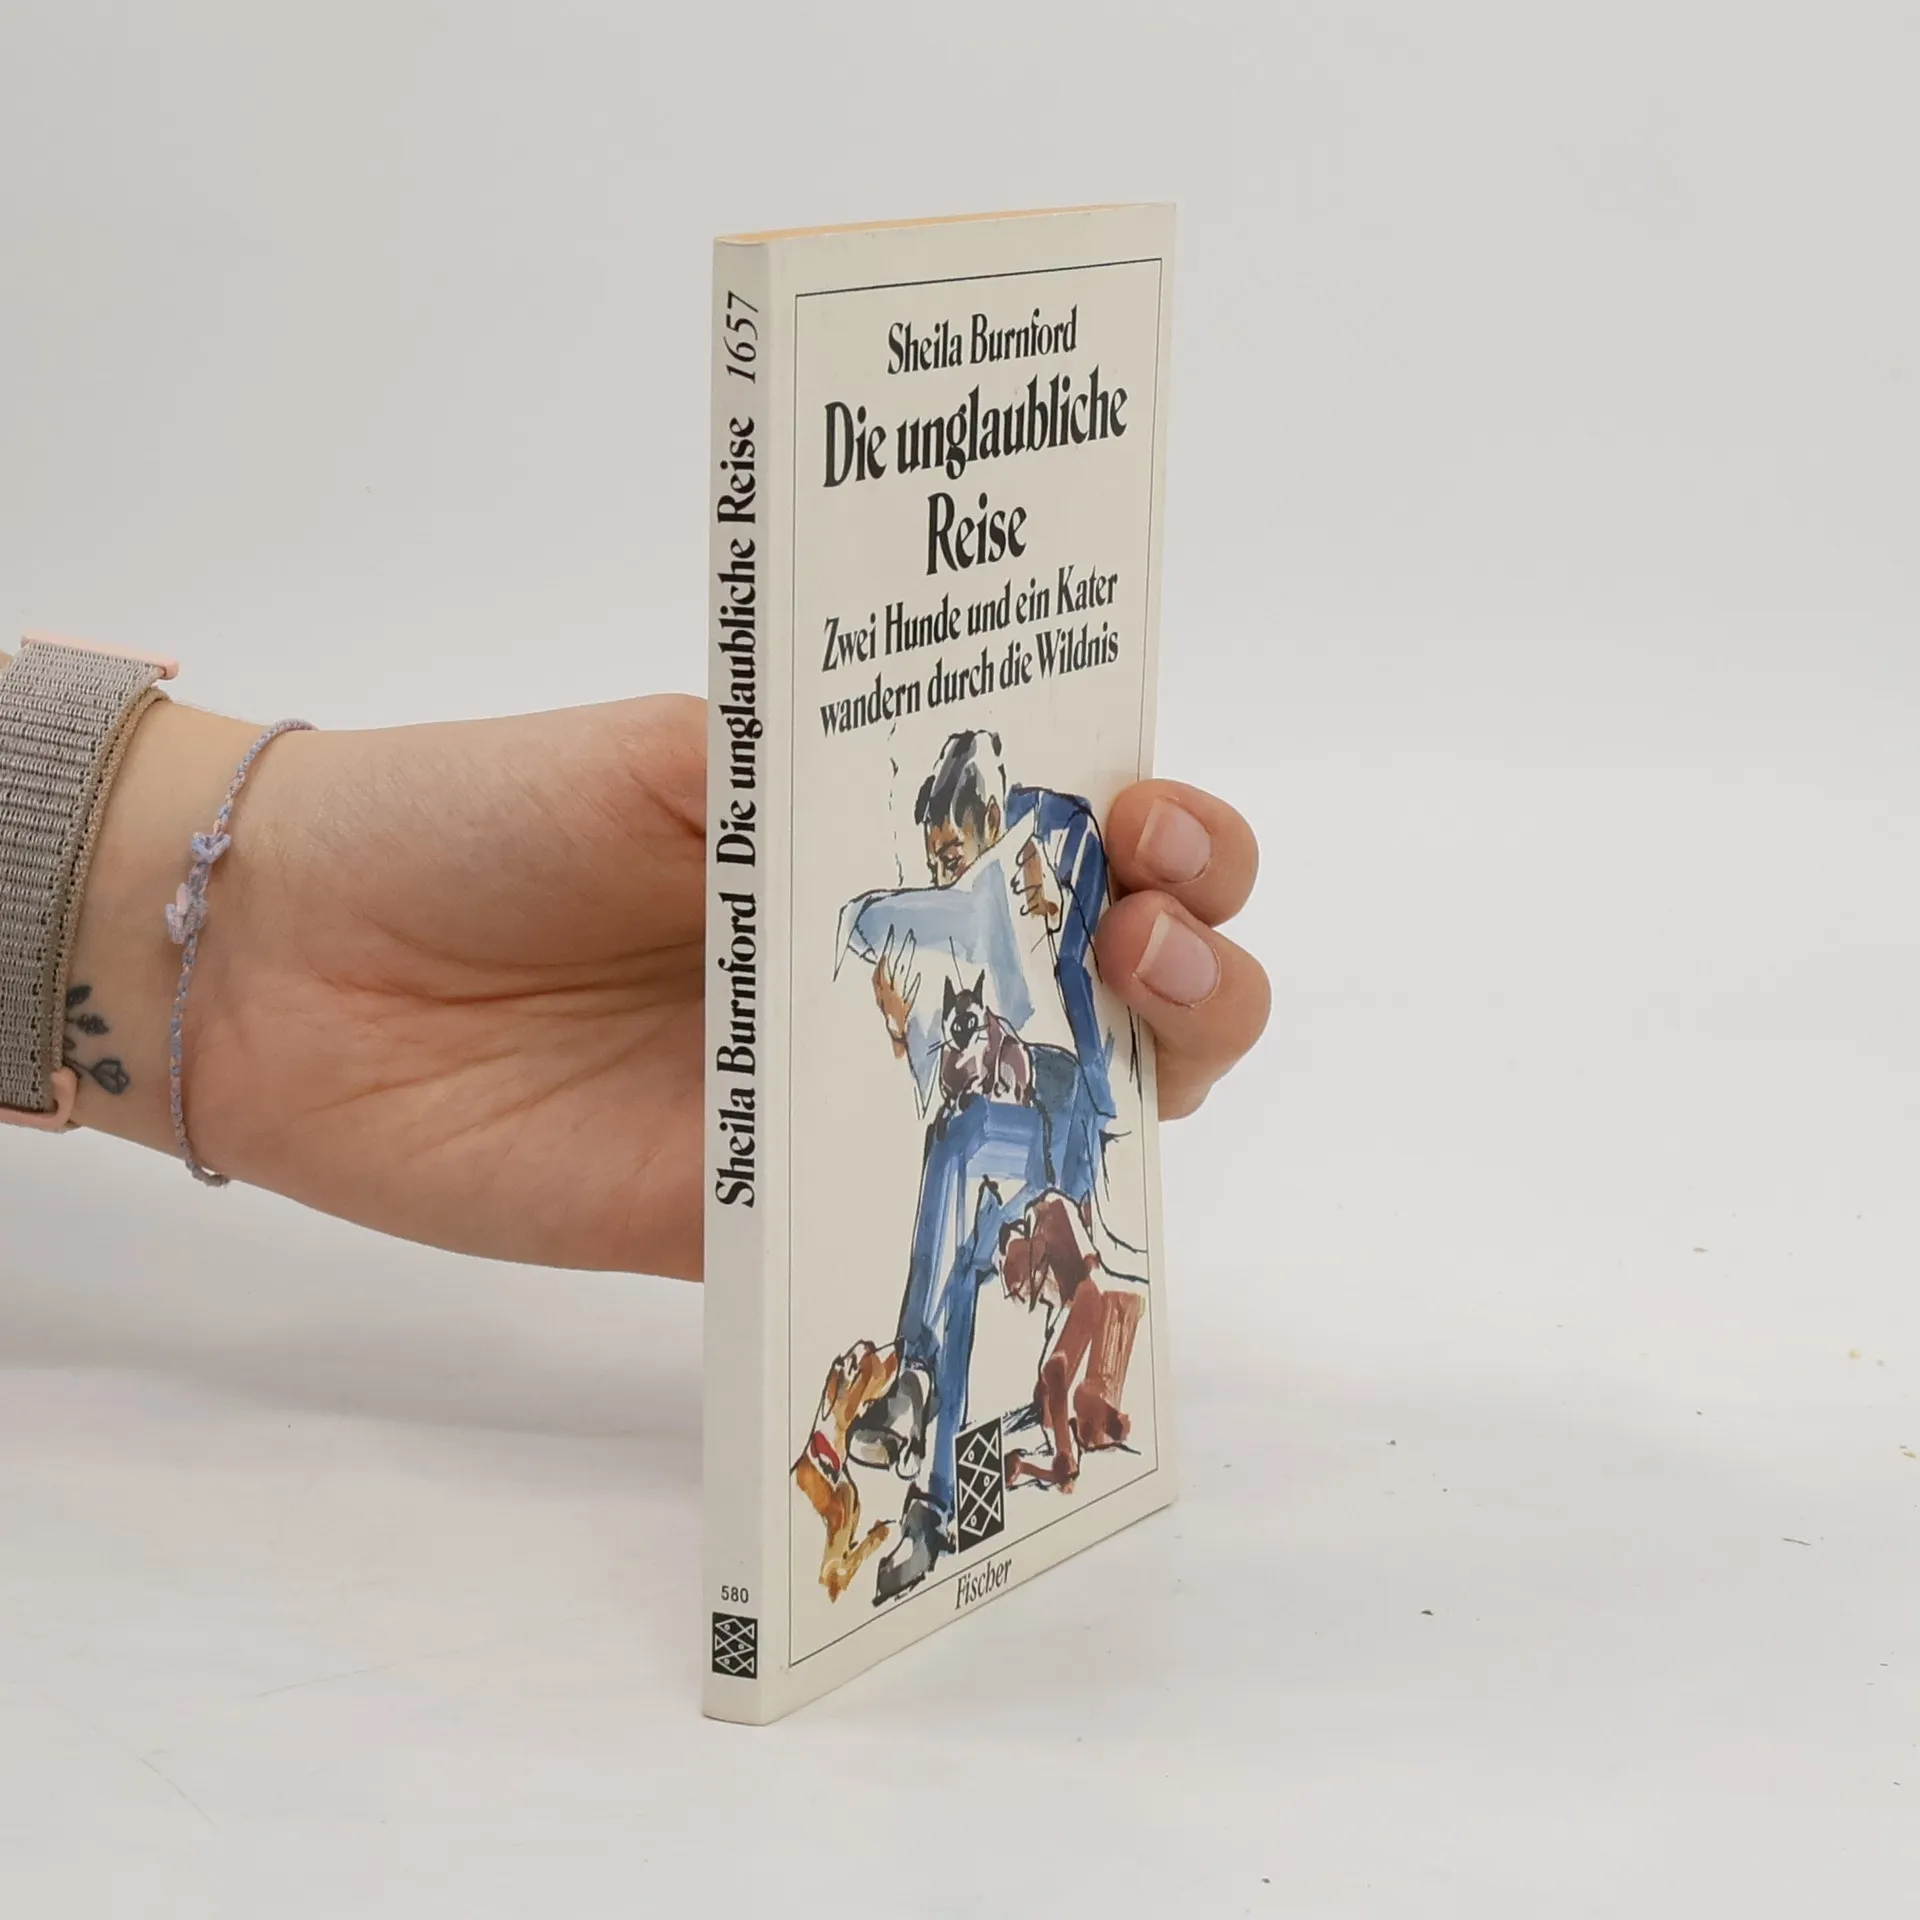 Sheila Burnford Die unglaubliche Reise 1657
580
Sheila Burnford
Die unglaubliche
Reise
Zwei Hunde und ein Kater
wandern durch die Wildnis
Fischer